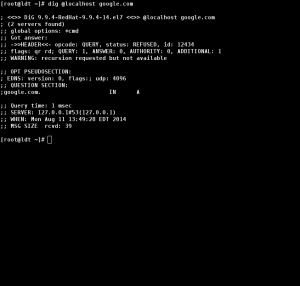 [root@ldt ~]# dig @localhost google.com
; <<>> DiG 9.9.4-RedHat-9.9.4-14.el7 <<>> @localhost google.com
; (2 servers found)
;; global options: +cmd
;; Got answer:
;; ->>HEADER<<- opcode: QUERY, status: REFUSED, id: 12434
;; flags: qr rd; QUERY: 1, ANSWER: 0, AUTHORITY: 0, ADDITIONAL: 1
;; WARNING: recursion requested but not available
;; OPT PSEUDOSECTION:
; EDNS: version: 0, flags:; udp: 4096
;; QUESTION SECTION:
;google.com. IN A
;; Query time: 1 msec
;; SERVER: 127.0.0.1#53(127.0.0.1)
;; WHEN: Mon Aug 11 13:49:28 EDT 2014
;; MSG SIZE rcvd: 39
[root@ldt ~]#